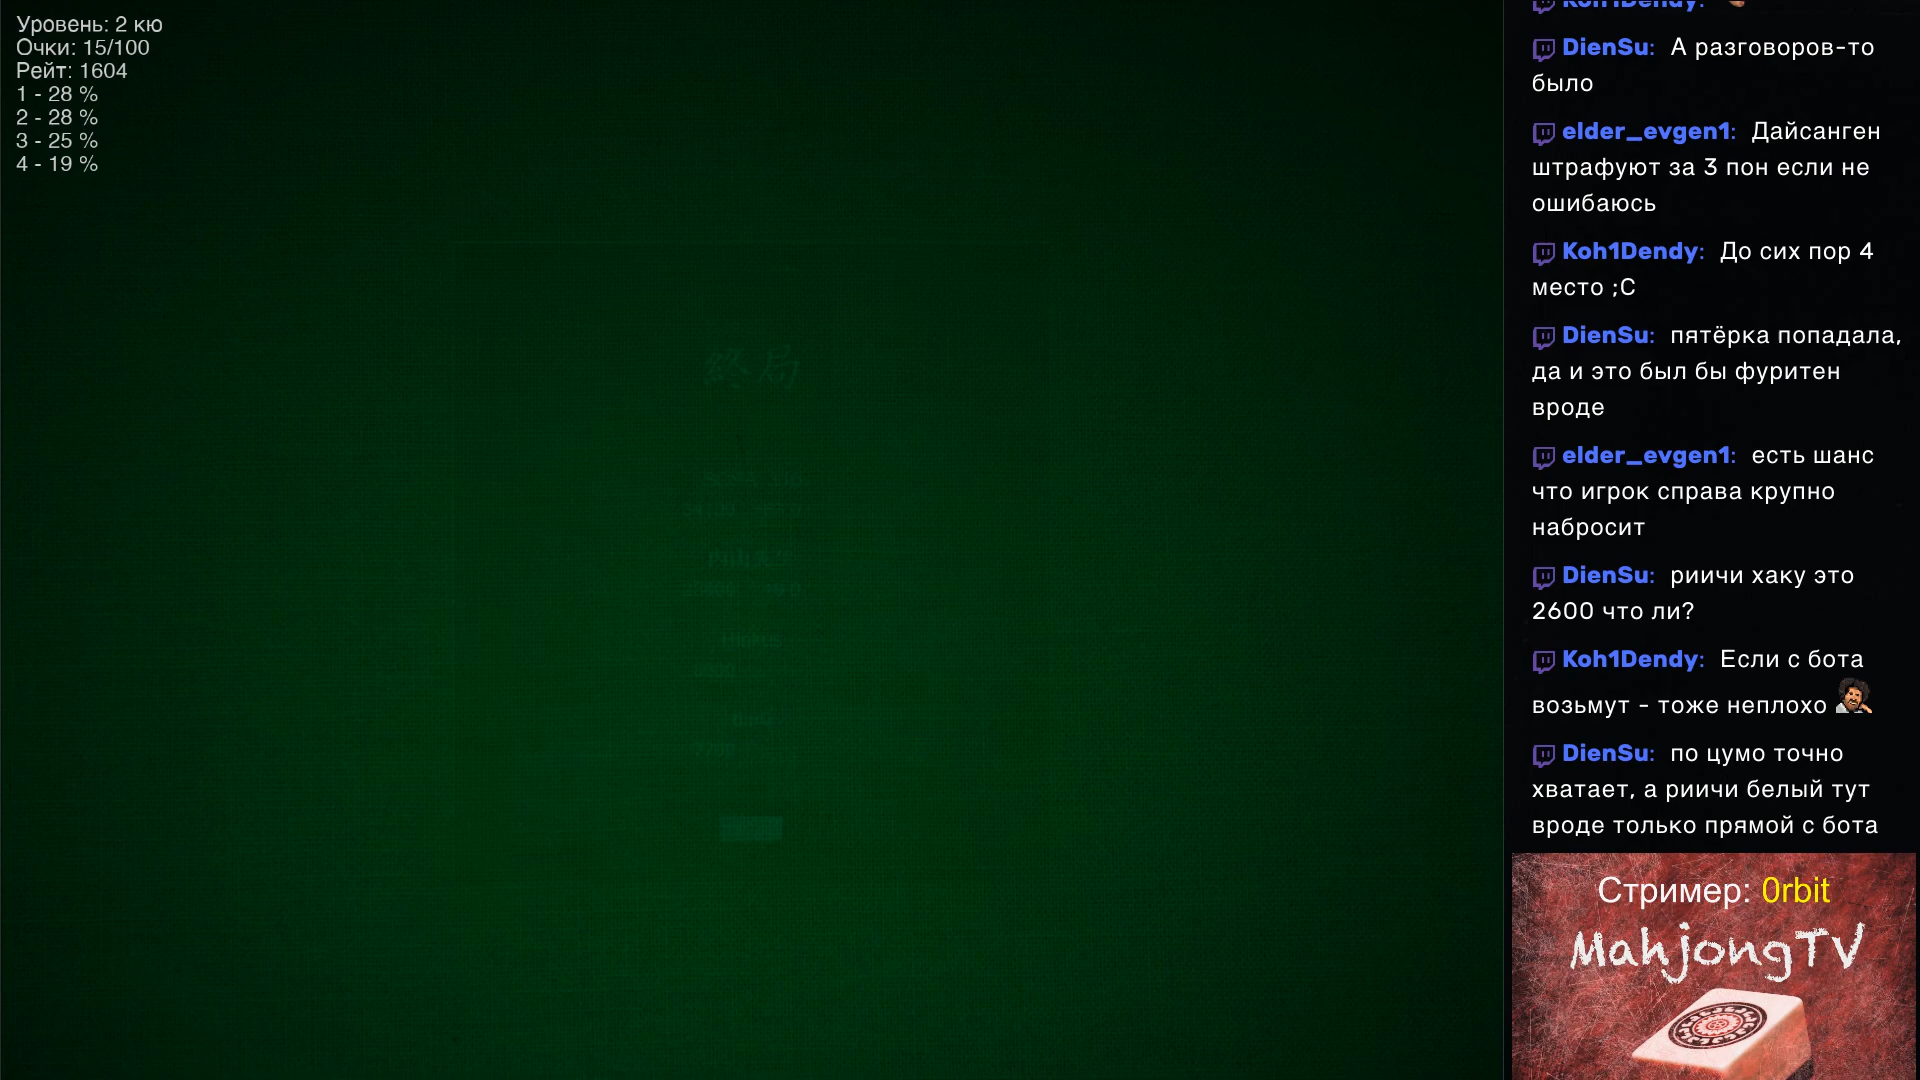 Уровень: 2 кю
Очки: 15/100
Рейт: 1604
1 - 28 %
2 - 28 %
3 - 25 %
4 - 19 %
終局
Koh1Dendy:
DienSu: А разговоров-то
было
elder_evgen1: Дайсанген
штрафуют за 3 пон если не
ошибаюсь
Koh1Dendy: До сих пор 4
место ;С
DienSu: пятёрка попадала,
да и это был бы фуритен
вроде
elder_evgen1: есть шанс
что игрок справа крупно
набросит
DienSu: риичи хаку это
2600 что ли?
Koh1Dendy: Если с бота
возьмут - тоже неплохо
DienSu: по цумо точно
хватает, а риичи белый тут
вроде только прямой с бота
Стример: 0rbit
MahjongTV